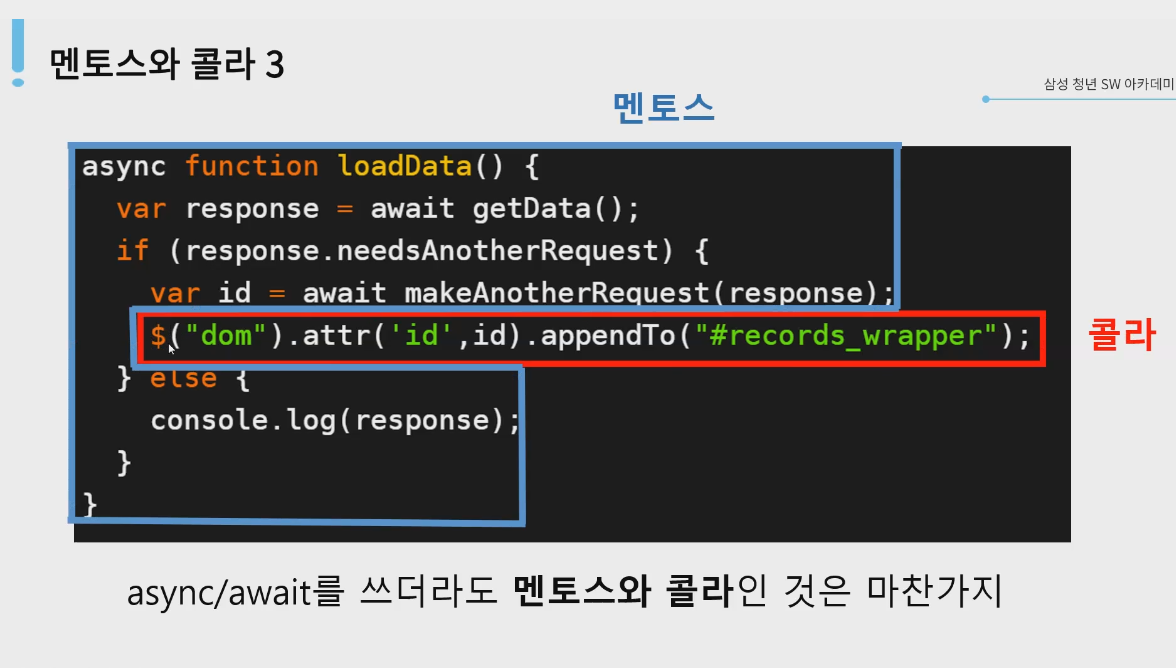 멘토스와 콜라 3
삼성 청년 SW 아카데미
멘토스
async function loadData() {
var response = await getData();
if (response.needsAnotherRequest) {
var id = await makeAnotherRequest(response);
$("dom").attr('id',id).appendTo("#records_wrapper");
콜라
} else {
console.log(response);
}
}
async/await를 쓰더라도 멘토스와 콜라인 것은 마찬가지